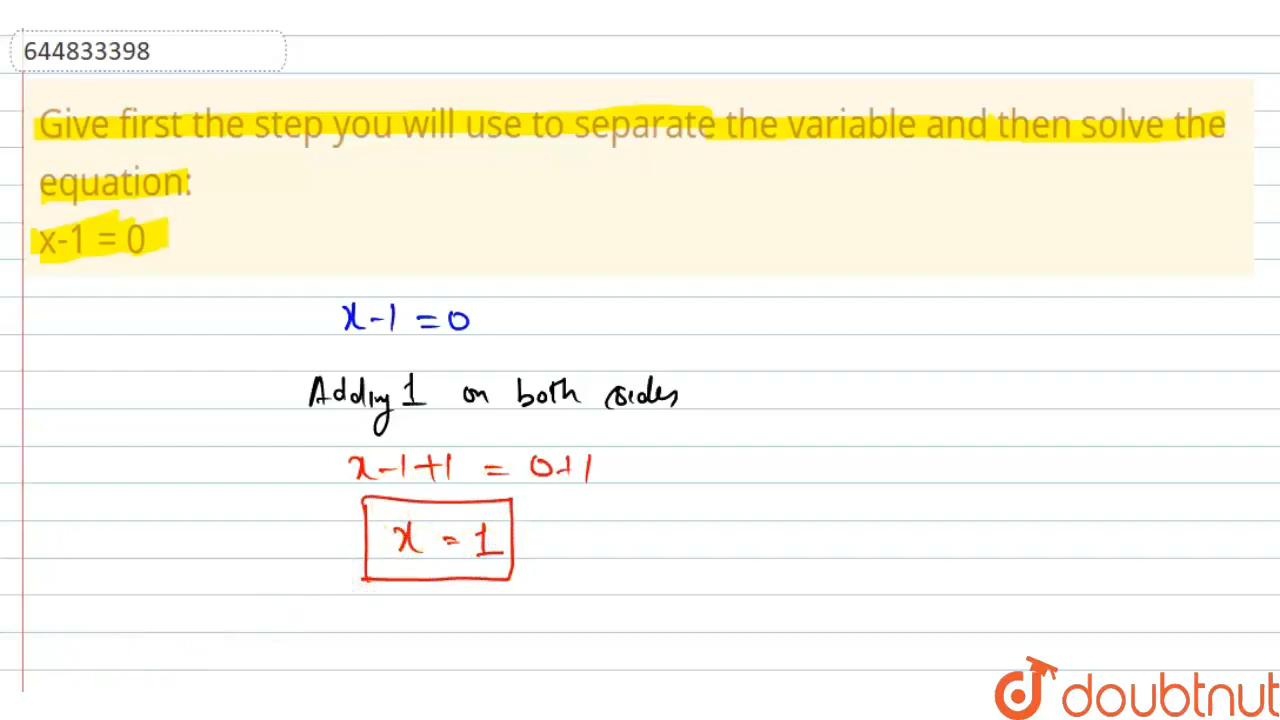 644833398
Give first the step you will use to separate the variable and then solve the
equation:
x-1 = 0
x-1 = 0
Adding 1 on both sides
x-1+1 = 0+1
x = 1
doubtnut